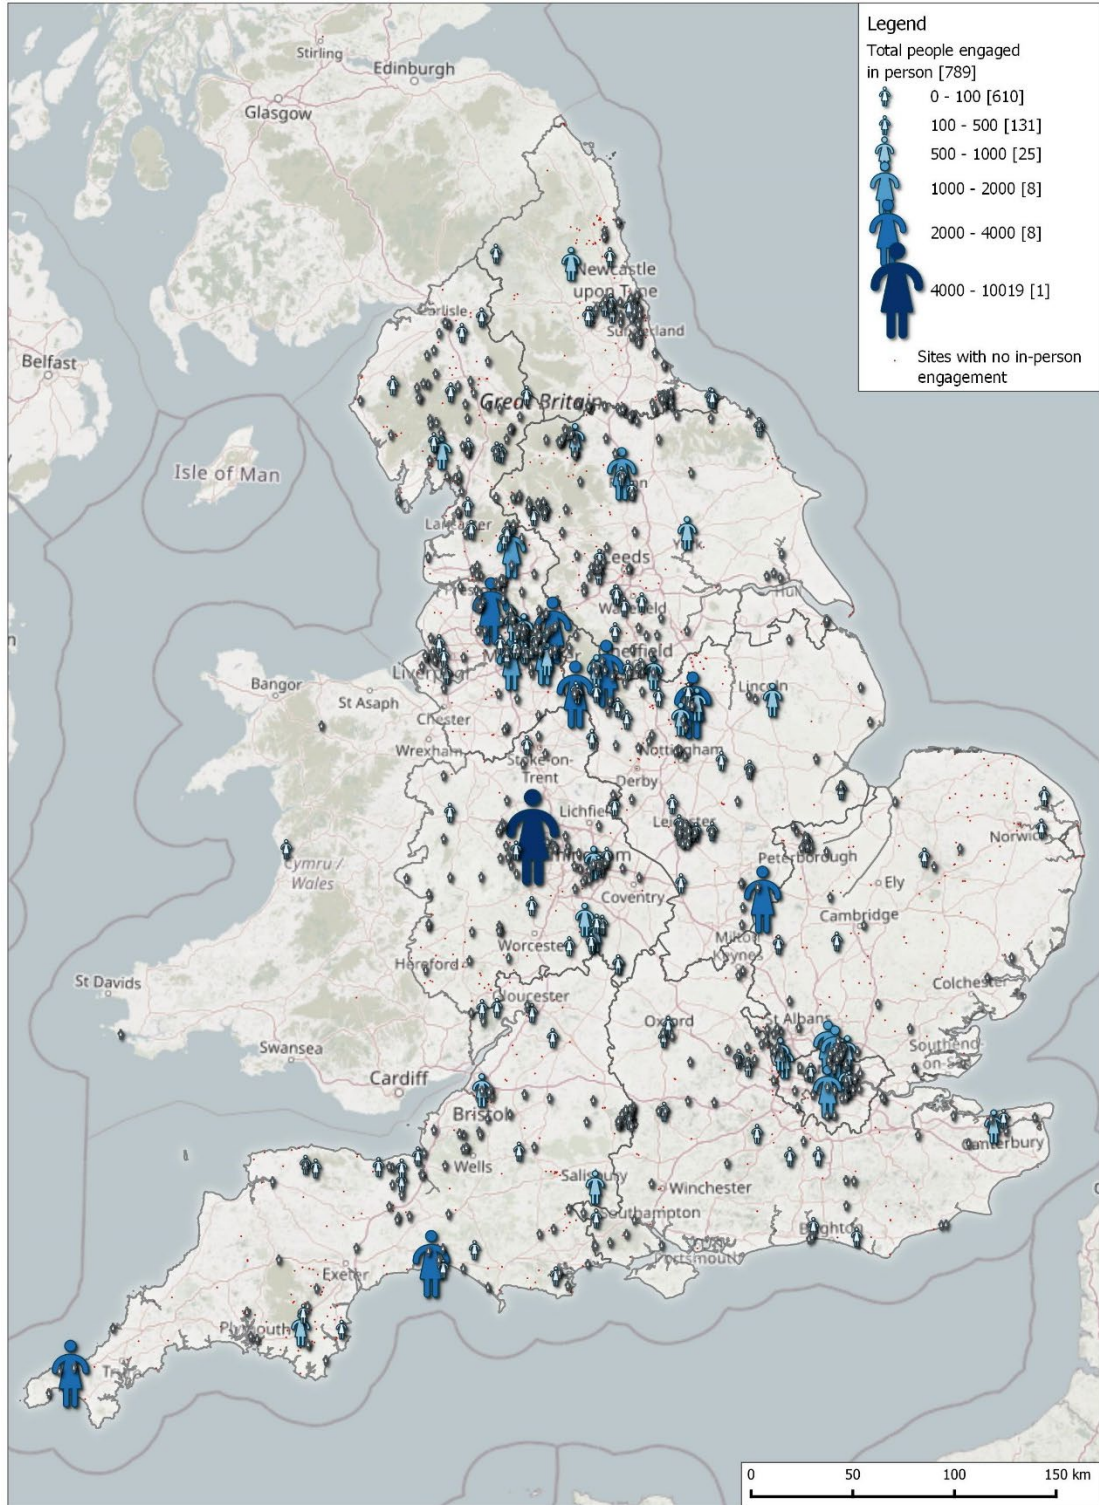 Legend
Total people engaged
in person [789]
0 - 100 [610]
100 - 500 [131]
500 - 1000 [25]
1000 - 2000 [8]
2000 - 4000 [8]
4000 - 10019 [1]
Sites with no in-person
engagement
Stirling
Edinburgh
Glasgow
Newcastle
upon Tyne
Carlisle
Belfast
Great Britain
Isle of Man
Lancaster
Leeds
Hull
Wakefield
Bangor
St Asaph
Lincoln
Chester
Wrexham
Stoke-on-
Trent
Nottingham
Derby
Lichfield
Norwich
Peterborough
Cymru /
Wales
Ely
Coventry
Cambridge
Worcester
Milton
Keynes
Hereford
St Davids
Colchester
Oxford
St Albans
Southend-
on-Sea
Swansea
Cardiff
Bristol
Canterbury
Wells
Salisbury
Winchester
Southampton
Brighton
Portsmouth
Exeter
Plymouth
0 50 100 150 km